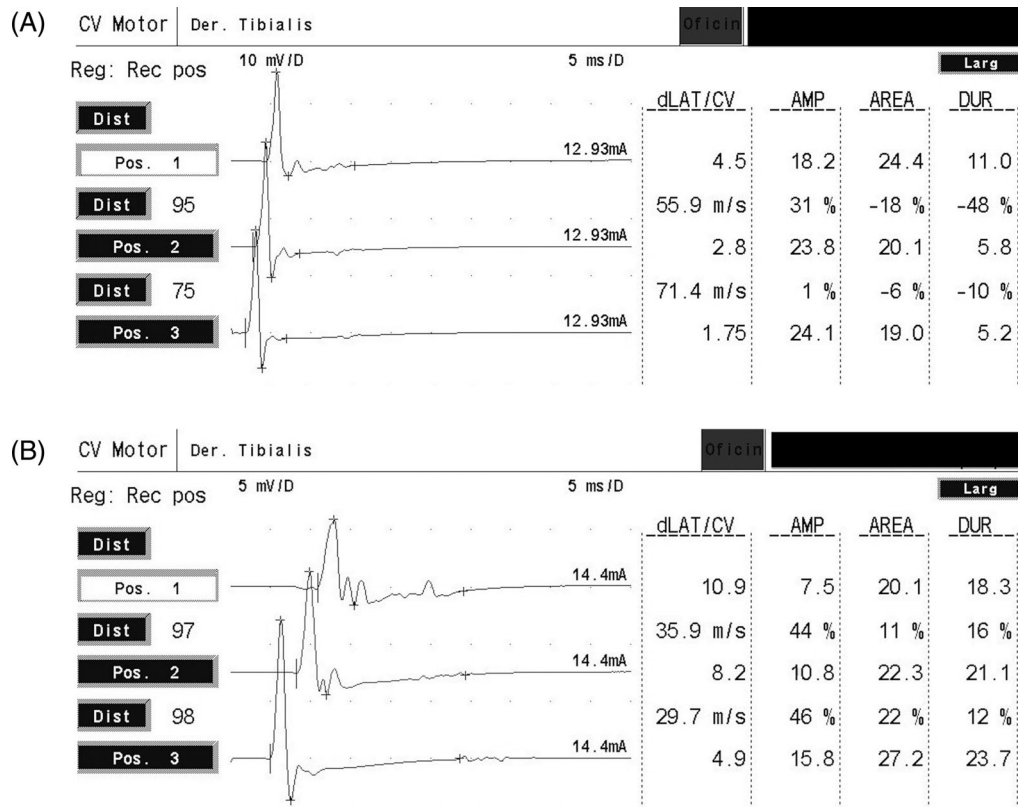 (A)
CV Motor Der. Tibialis Oficin
Reg: Rec pos 10 mV/D 5 ms/D Larg
dLAT/CV AMP AREA DUR
Dist
Pos. 1 12.93mA 4.5 18.2 24.4 11.0
Dist 95 55.9 m/s 31 % -18 % -48 %
Pos. 2 12.93mA 2.8 23.8 20.1 5.8
Dist 75 71.4 m/s 1 % -6 % -10 %
Pos. 3 12.93mA 1.75 24.1 19.0 5.2
(B)
CV Motor Der. Tibialis Oficin
Reg: Rec pos 5 mV/D 5 ms/D Larg
dLAT/CV AMP AREA DUR
Dist
Pos. 1 14.4mA 10.9 7.5 20.1 18.3
Dist 97 35.9 m/s 44 % 11 % 16 %
Pos. 2 14.4mA 8.2 10.8 22.3 21.1
Dist 98 29.7 m/s 46 % 22 % 12 %
Pos. 3 14.4mA 4.9 15.8 27.2 23.7